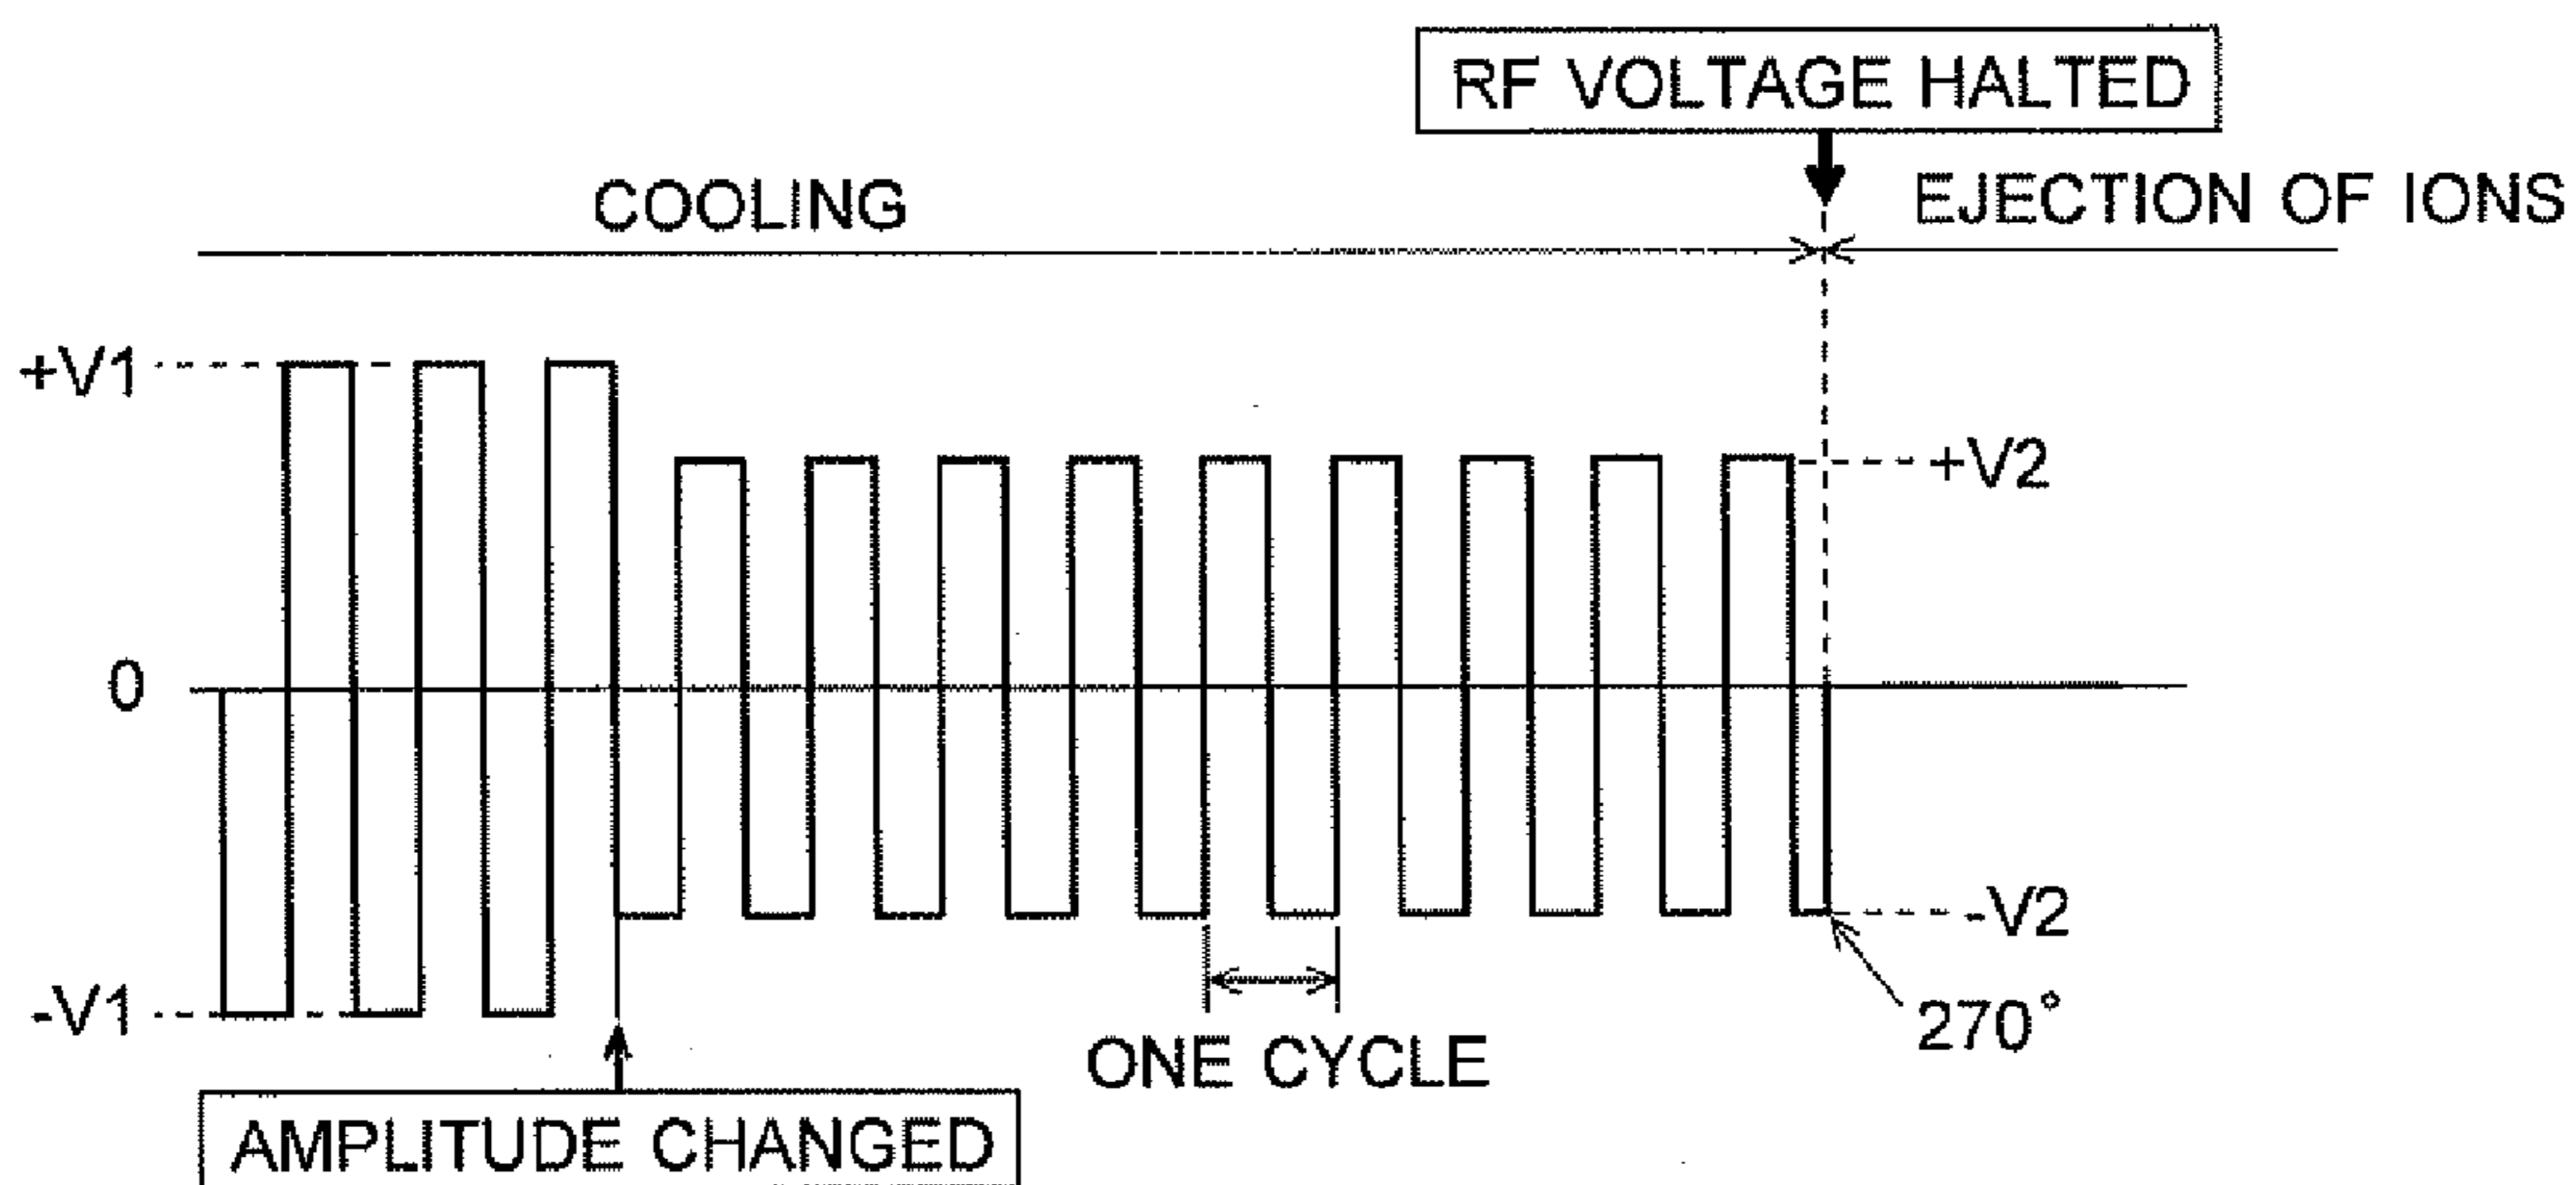 RF VOLTAGE HALTED
COOLING
EJECTION OF IONS
+V1
+V2
0
-V2
-V1
270°
ONE CYCLE
AMPLITUDE CHANGED